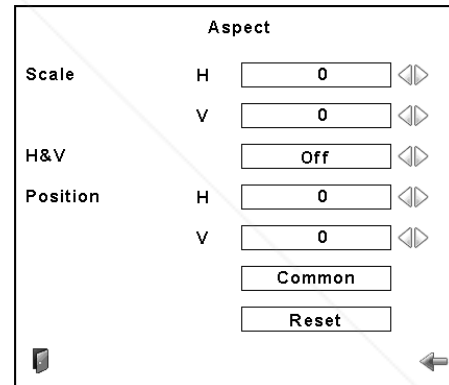 Aspect
Scale H 0
V 0
H&V Off
Position H 0
V 0
Common
Reset